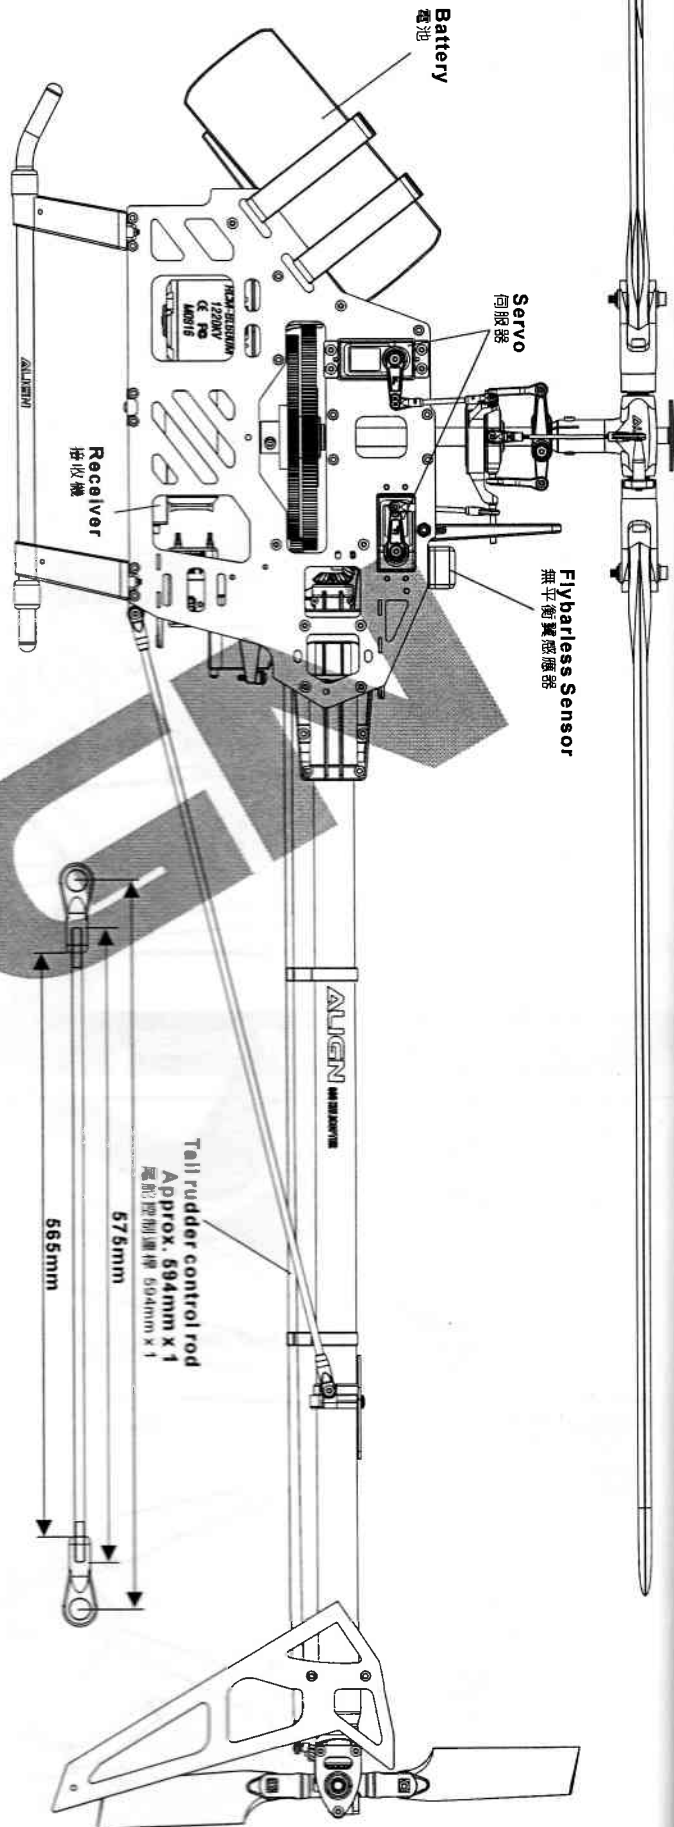 Battery
電池
Servo
伺服器
Flybarless Sensor
無平衡翼感應器
1220KV
Receiver
接收機
ALIGN
ALIGN
Tail rudder control rod
Approx. 594mm x 1
尾舵控制連桿 594mm x 1
575mm
565mm